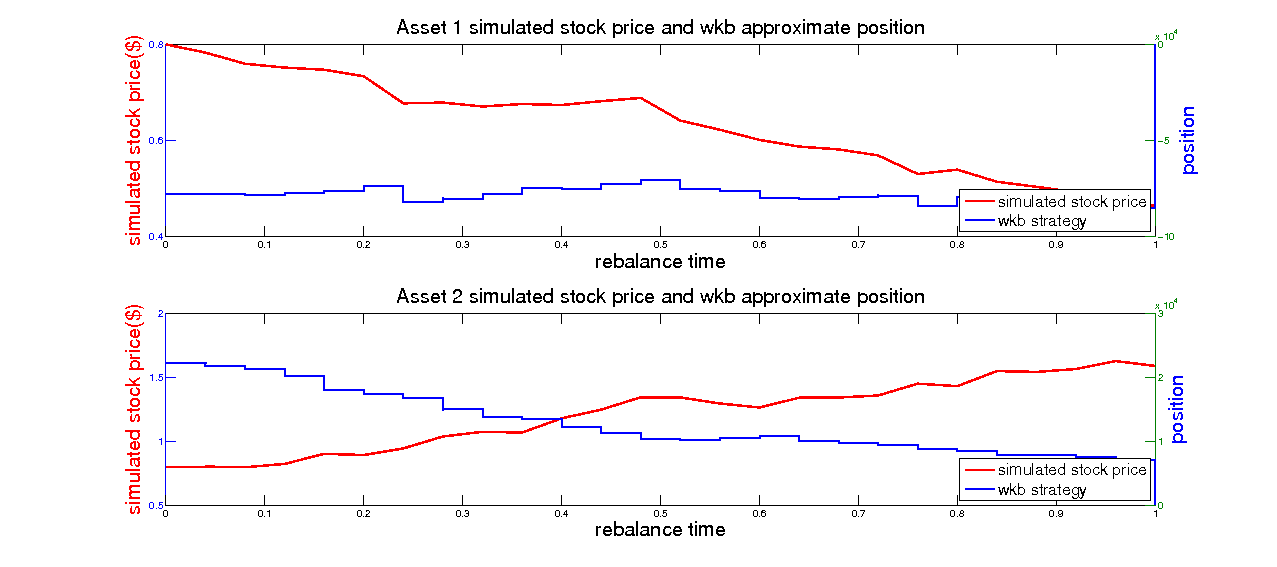 Asset 1 simulated stock price and wkb approximate position
x 10^4
simulated stock price($)
0.8
0.6
0.4
0
-5
-10
position
simulated stock price
wkb strategy
0 0.1 0.2 0.3 0.4 0.5 0.6 0.7 0.8 0.9 1
rebalance time
Asset 2 simulated stock price and wkb approximate position
x 10^4
simulated stock price($)
2
1.5
1
0.5
3
2
1
0
position
simulated stock price
wkb strategy
0 0.1 0.2 0.3 0.4 0.5 0.6 0.7 0.8 0.9 1
rebalance time